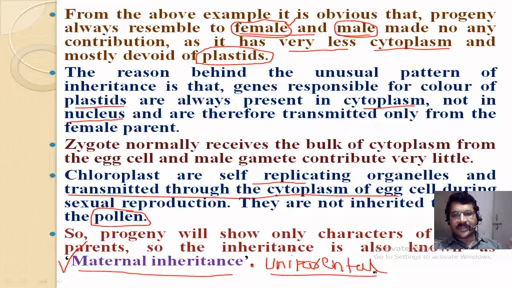 • From the above example it is obvious that, progeny
always resemble to female and male made no any
contribution, as it has very less cytoplasm and
mostly devoid of plastids.
• The reason behind the unusual pattern of
inheritance is that, genes responsible for colour of
plastids are always present in cytoplasm, not in
nucleus and are therefore transmitted only from the
female parent.
• Zygote normally receives the bulk of cytoplasm from
the egg cell and male gamete contribute very little.
• Chloroplast are self replicating organelles and
transmitted through the cytoplasm of egg cell during
sexual reproduction. They are not inherited
the pollen.
• So, progeny will show only characters of
parents, so the inheritance is also known
'Maternal inheritance'. Uniparental
Go to Settings to activate Windows.